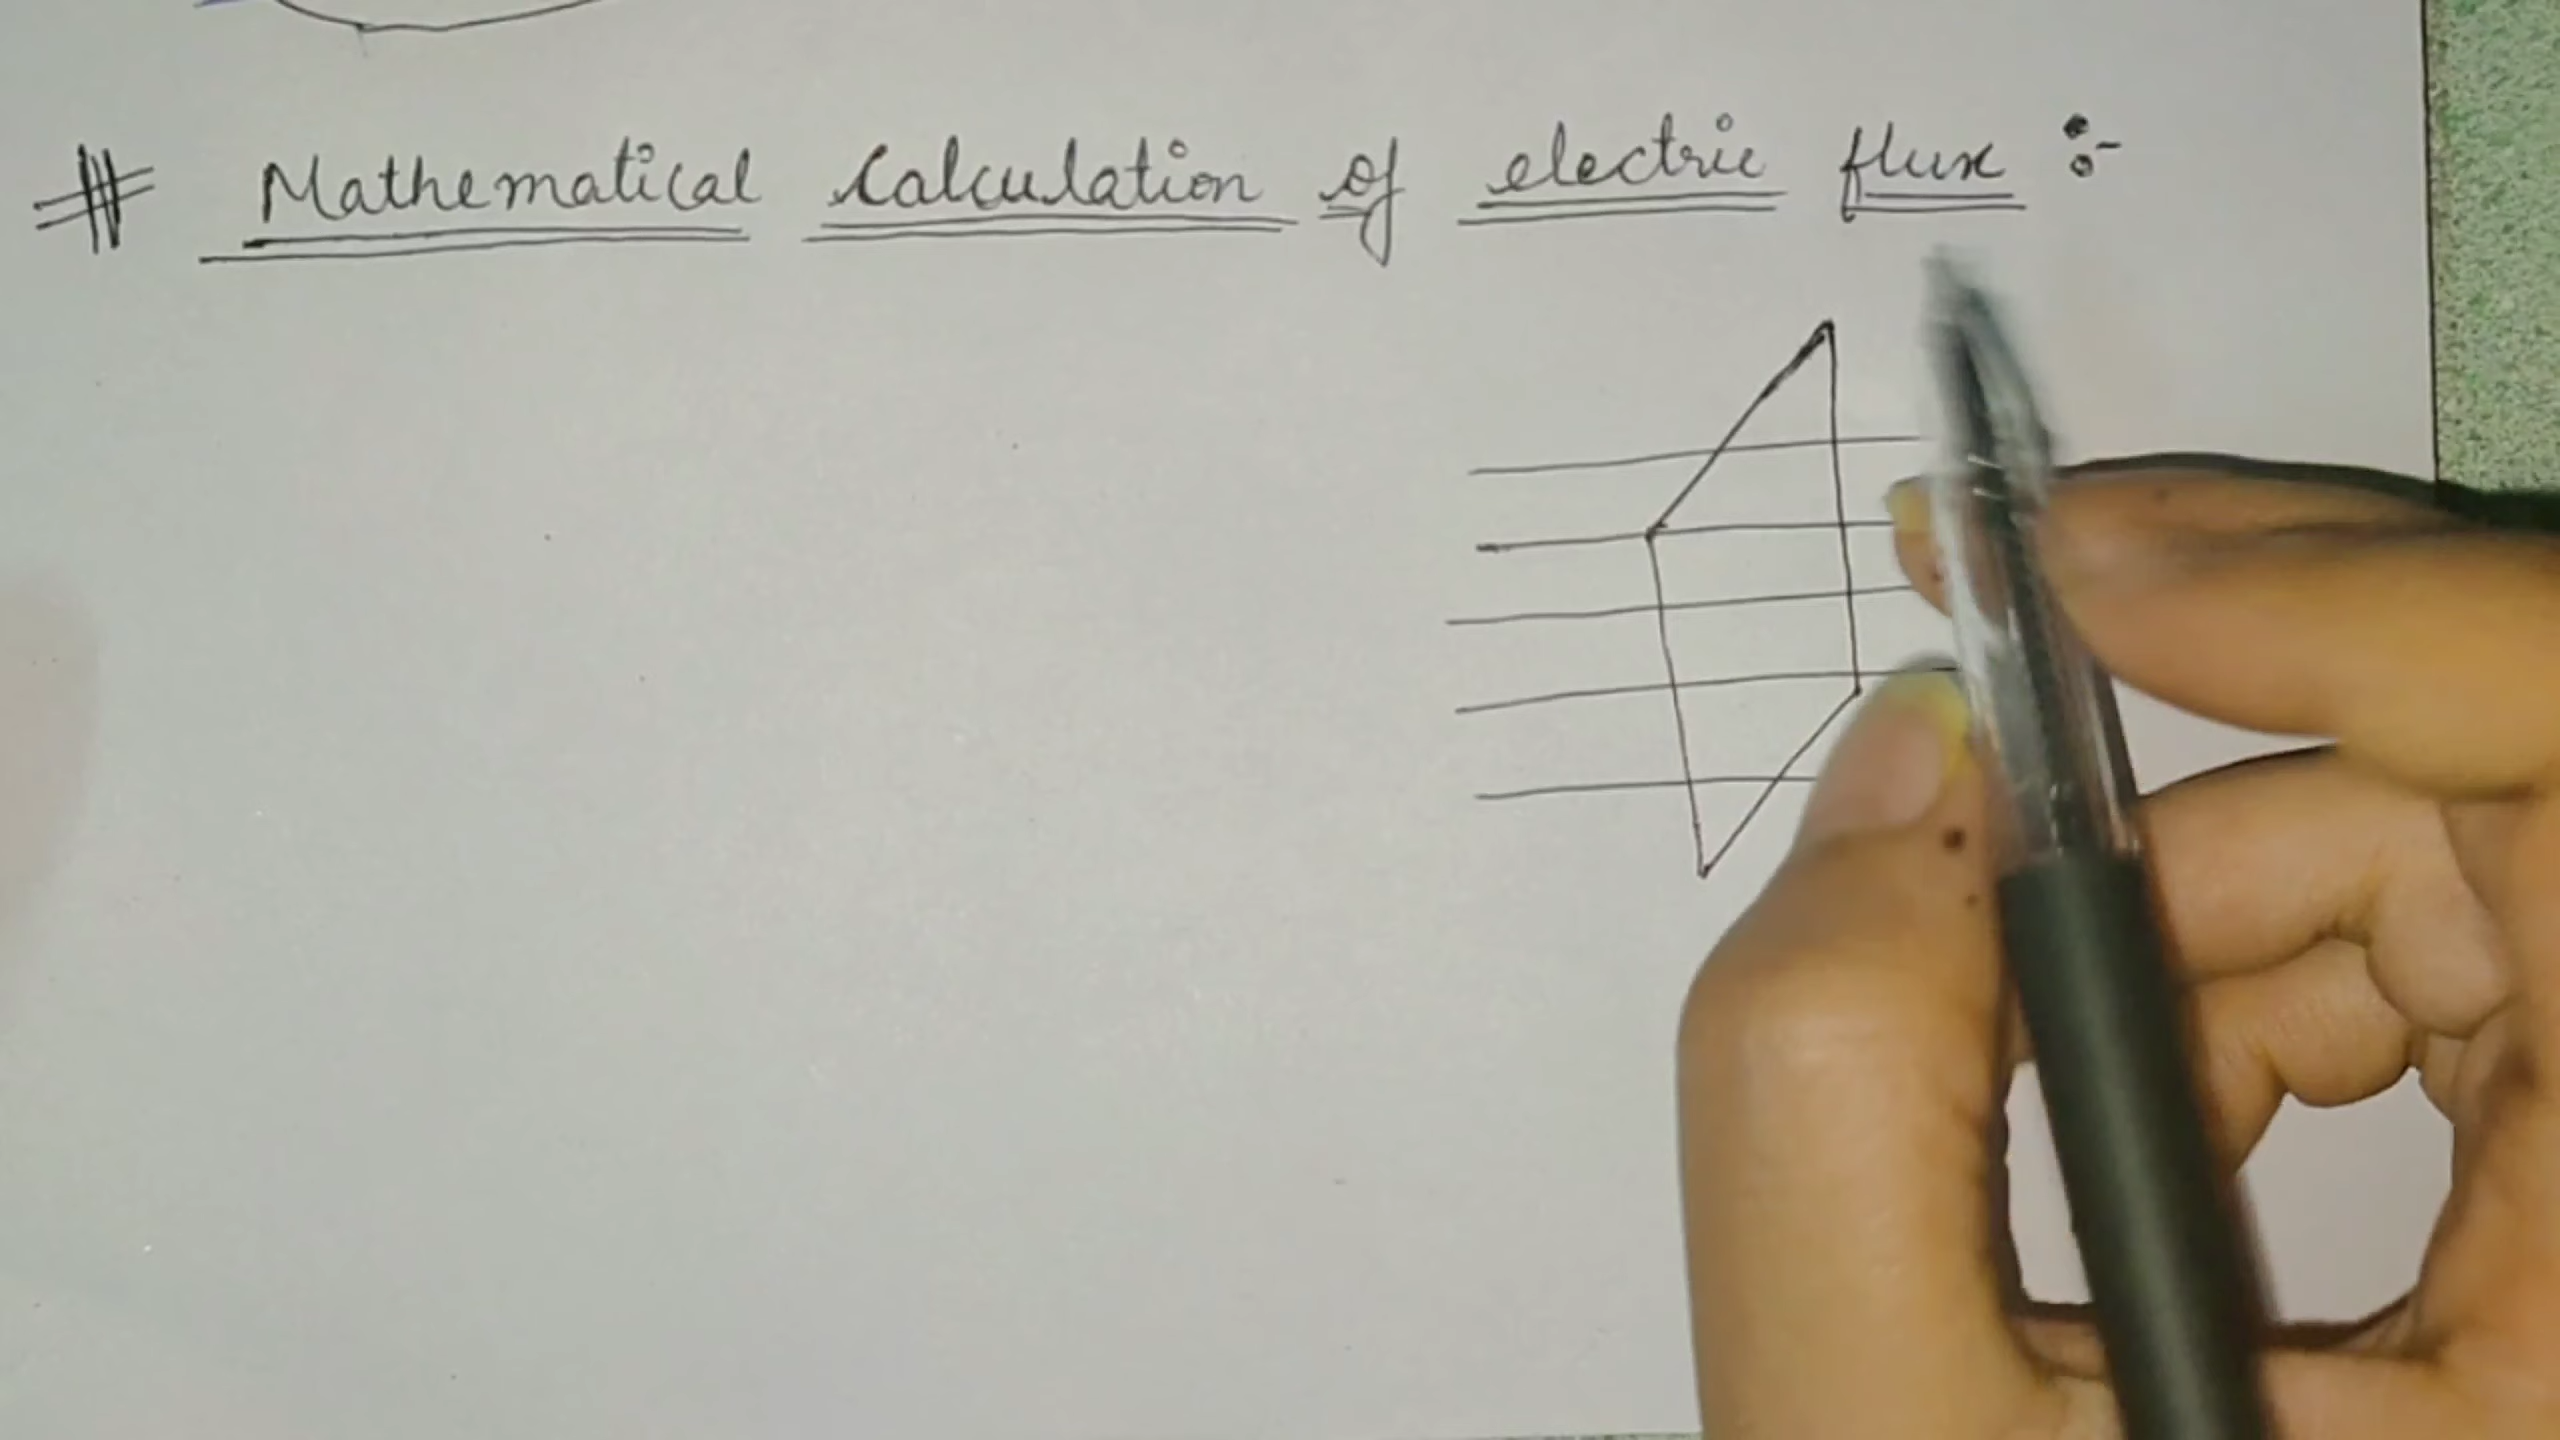 # Mathematical Calculation of electric flux :-